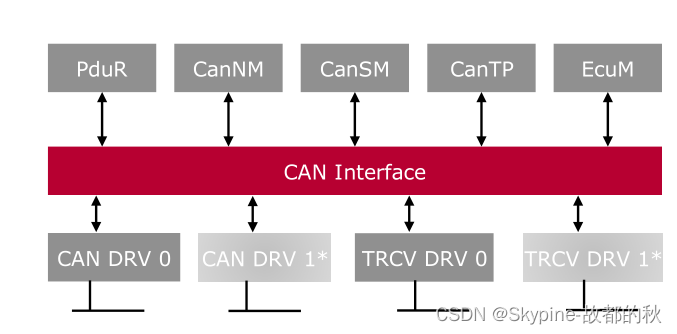 PduR
CanNM
CanSM
CanTP
EcuM
CAN Interface
CAN DRV 0
CAN DRV 1*
TRCV DRV 0
TRCV DRV 1*
CSDN @Skypine-故都的秋